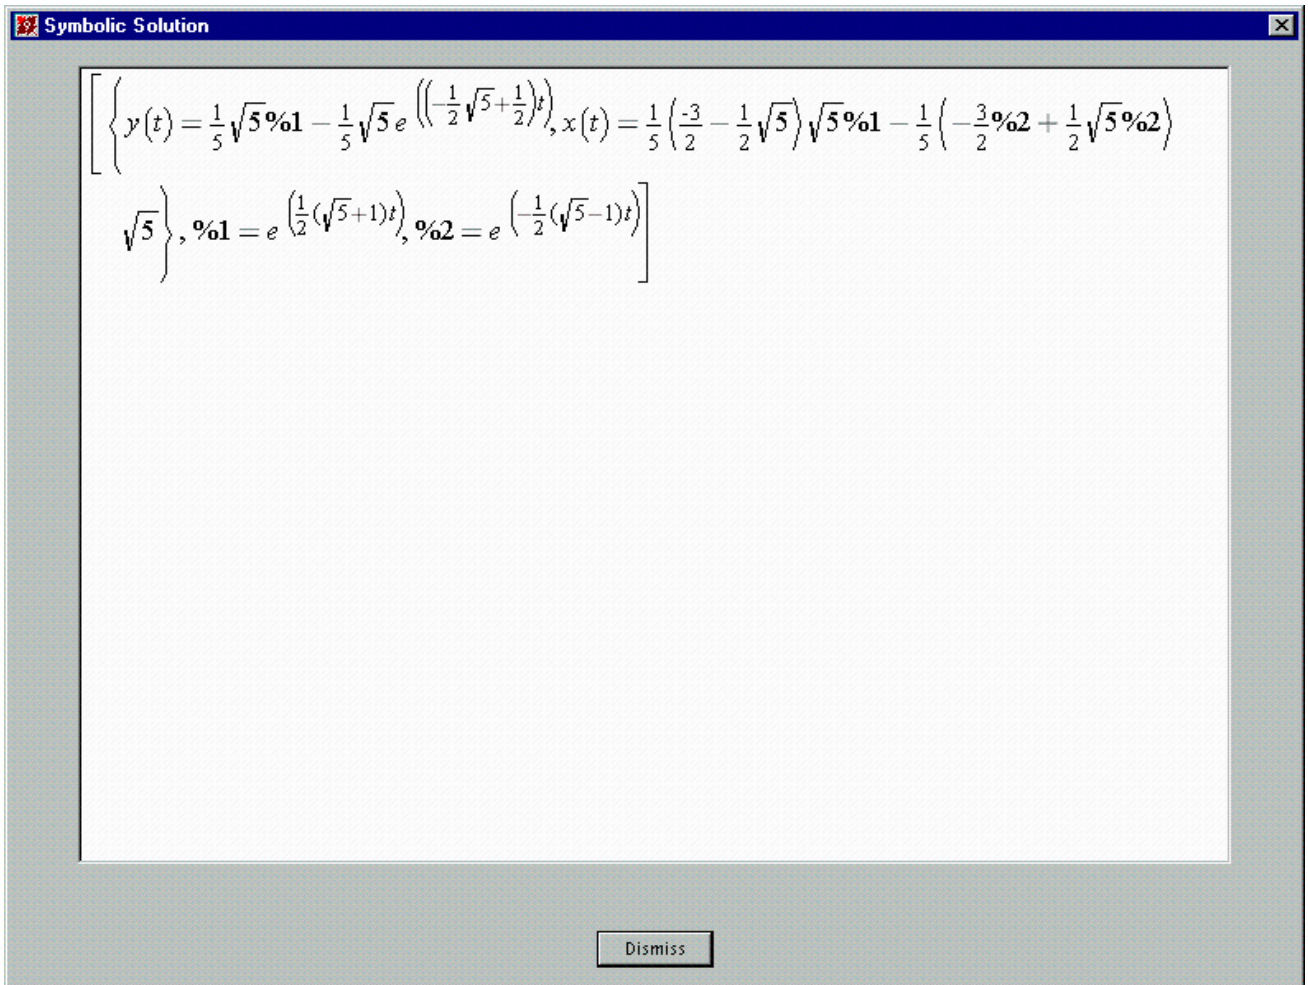 Symbolic Solution
[ { y(t) = 1/5 √5 %1 − 1/5 √5 e^((−1/2 √5 + 1/2) t), x(t) = 1/5 (-3/2 − 1/2 √5) √5 %1 − 1/5 (−3/2 %2 + 1/2 √5 %2)
√5 }, %1 = e^(1/2 (√5+1) t), %2 = e^(−1/2 (√5−1) t) ]
Dismiss